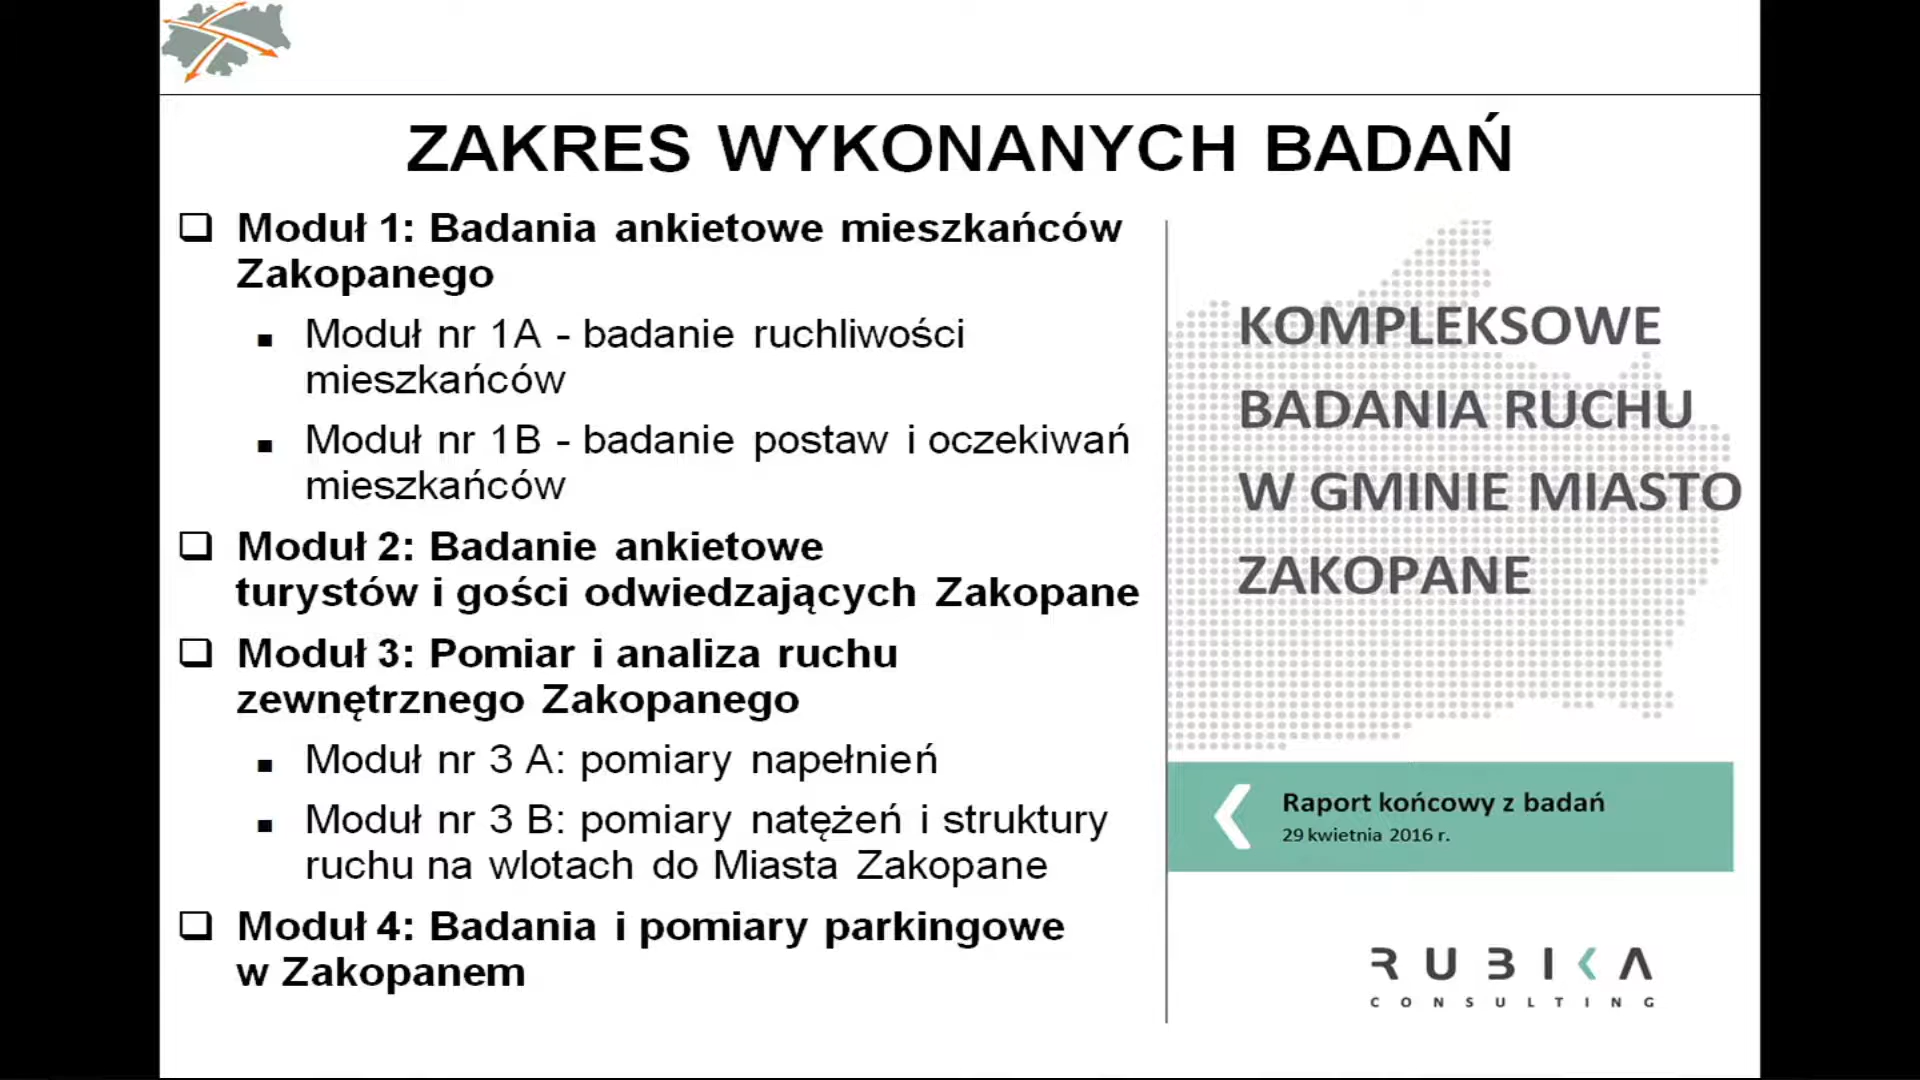 ZAKRES WYKONANYCH BADAŃ
Moduł 1: Badania ankietowe mieszkańców
Zakopanego
Moduł nr 1A - badanie ruchliwości
mieszkańców
Moduł nr 1B - badanie postaw i oczekiwań
mieszkańców
Moduł 2: Badanie ankietowe
turystów i gości odwiedzających Zakopane
Moduł 3: Pomiar i analiza ruchu
zewnętrznego Zakopanego
Moduł nr 3 A: pomiary napełnień
Moduł nr 3 B: pomiary natężeń i struktury
ruchu na wlotach do Miasta Zakopane
Moduł 4: Badania i pomiary parkingowe
w Zakopanem
KOMPLEKSOWE
BADANIA RUCHU
W GMINIE MIASTO
ZAKOPANE
Raport końcowy z badań
29 kwietnia 2016 r.
RUBIKA
CONSULTING